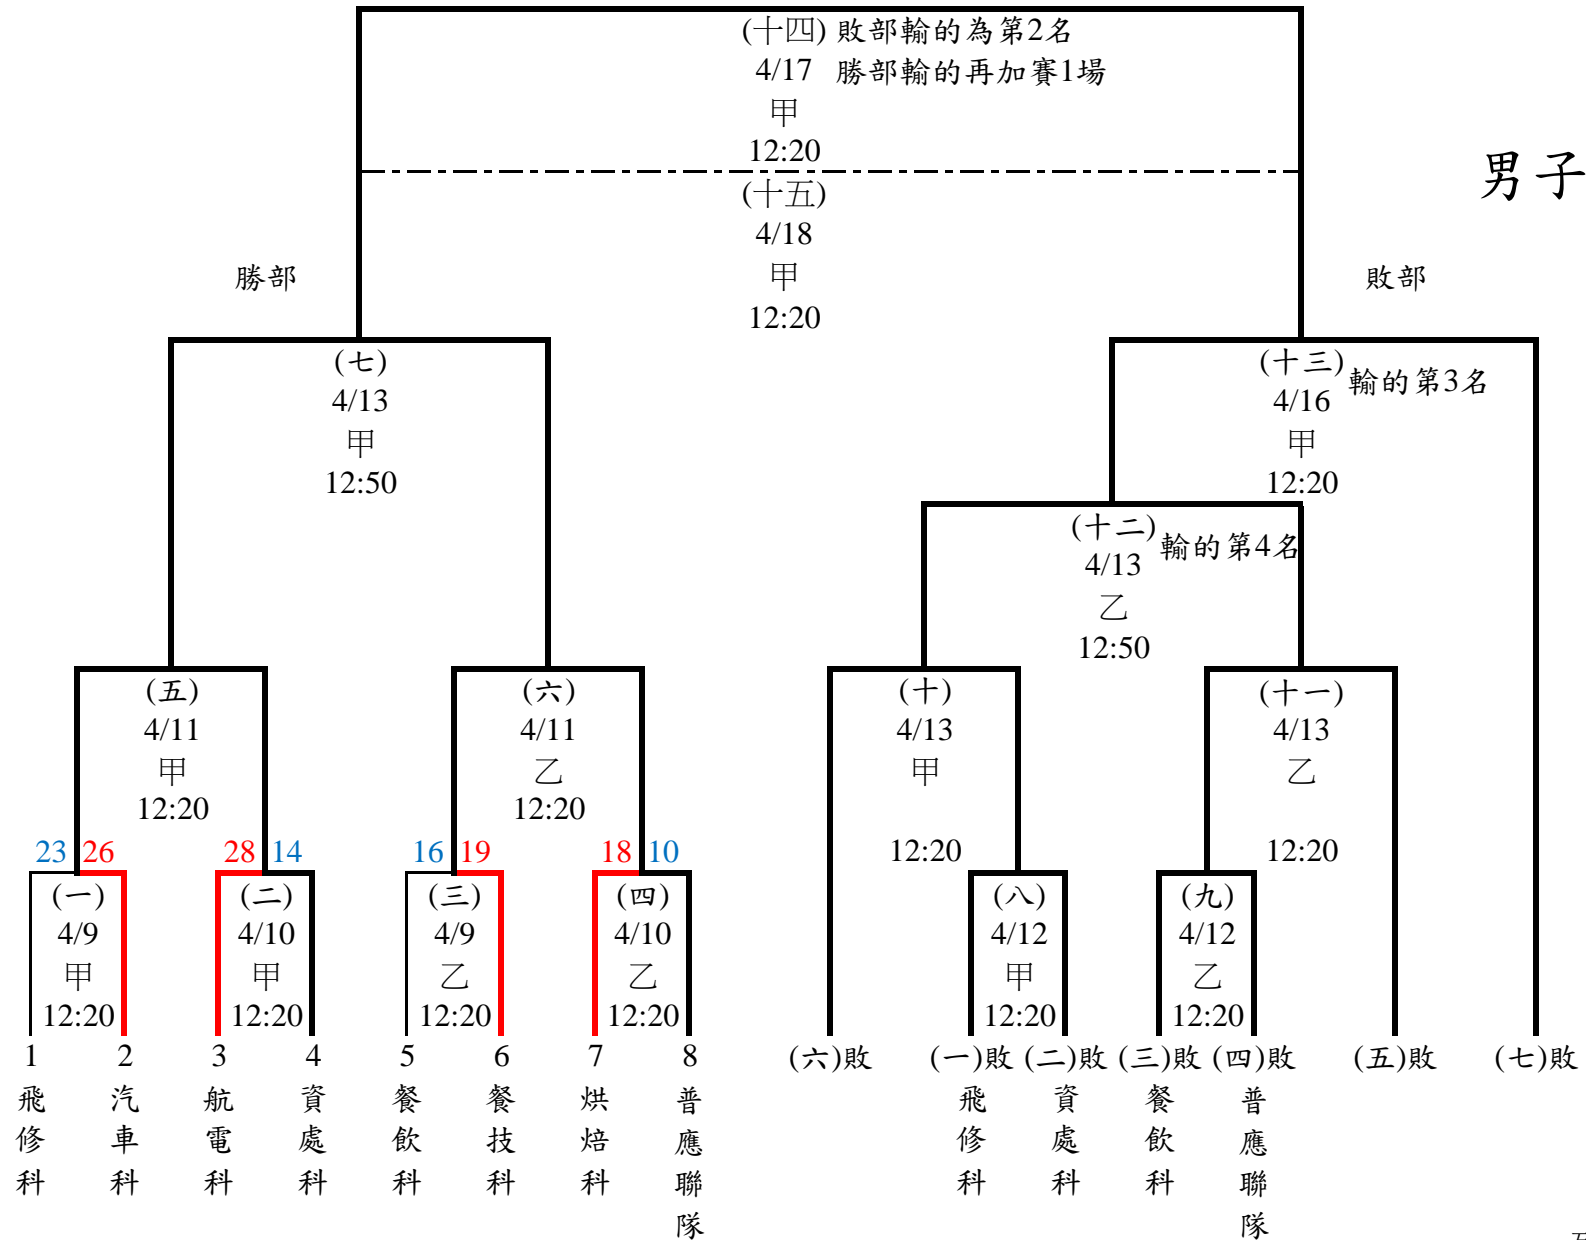 (十四) 敗部輸的為第2名
4/17 勝部輸的再加賽1場
甲
12:20
男子
(十五)
4/18
甲
12:20
勝部
敗部
(七)
4/13
甲
12:50
(十三) 輸的第3名
4/16
甲
12:20
(十二) 輸的第4名
4/13
乙
12:50
(五)
4/11
甲
12:20
(六)
4/11
乙
12:20
(十)
4/13
甲
12:20
(十一)
4/13
乙
12:20
23 26 28 14 16 19 18 10
(一)
4/9
甲
12:20
(二)
4/10
甲
12:20
(三)
4/9
乙
12:20
(四)
4/10
乙
12:20
(八)
4/12
甲
12:20
(九)
4/12
乙
12:20
1 2 3 4 5 6 7 8
(六)敗 (一)敗 (二)敗 (三)敗 (四)敗 (五)敗 (七)敗
飛修科
汽車科
航電科
資處科
餐飲科
餐技科
烘焙科
普應聯隊
飛修科
資處科
餐飲科
普應聯隊